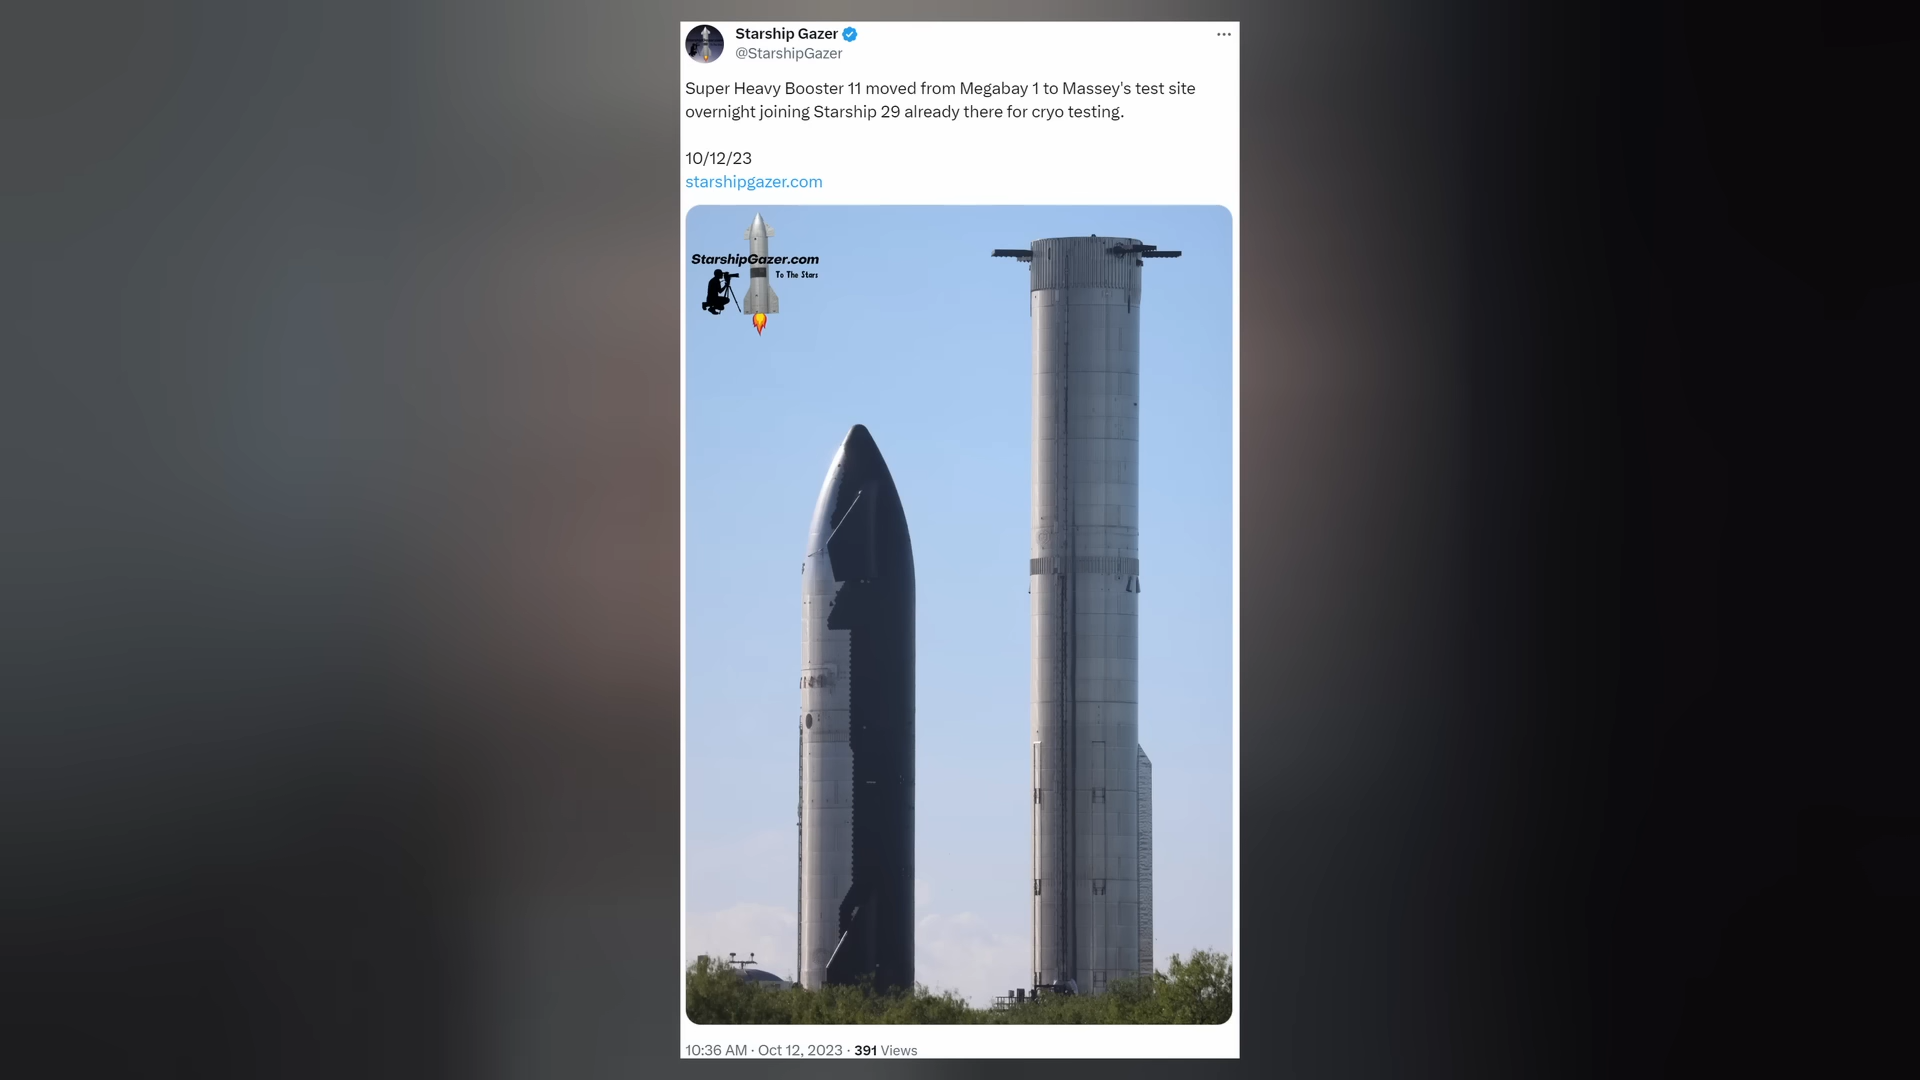 Starship Gazer
@StarshipGazer
Super Heavy Booster 11 moved from Megabay 1 to Massey's test site
overnight joining Starship 29 already there for cryo testing.
10/12/23
starshipgazer.com
StarshipGazer.com
To The Stars
10:36 AM · Oct 12, 2023 · 391 Views